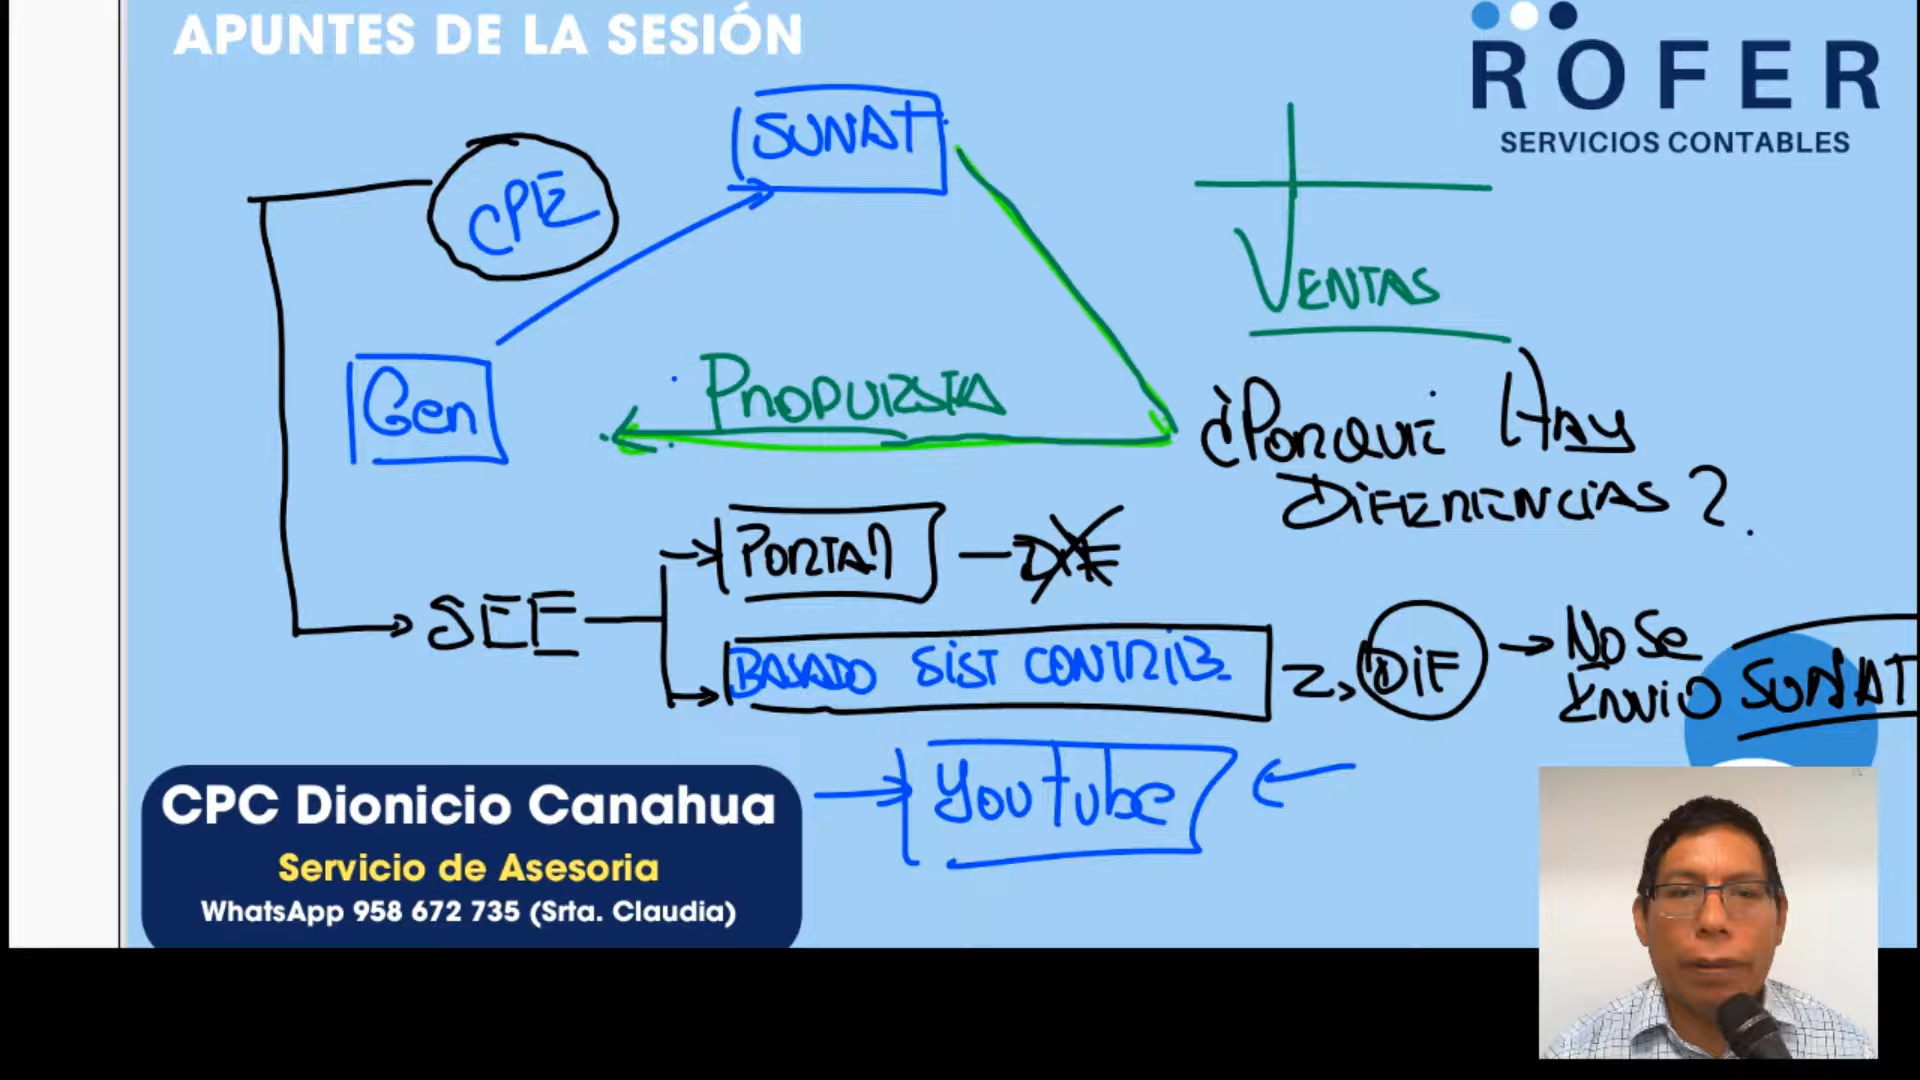 APUNTES DE LA SESIÓN
ROFER
SERVICIOS CONTABLES
SUNAT
CPE
VENTAS
Gen
PROPUESTA
¿PORQUE HAY
DIFERENCIAS?
PORTAL — DIF
SEE
BASADO SIST CONTRIB.
DIF → NO SE
ENVIO SUNAT
YouTube
CPC Dionicio Canahua
Servicio de Asesoria
WhatsApp 958 672 735 (Srta. Claudia)